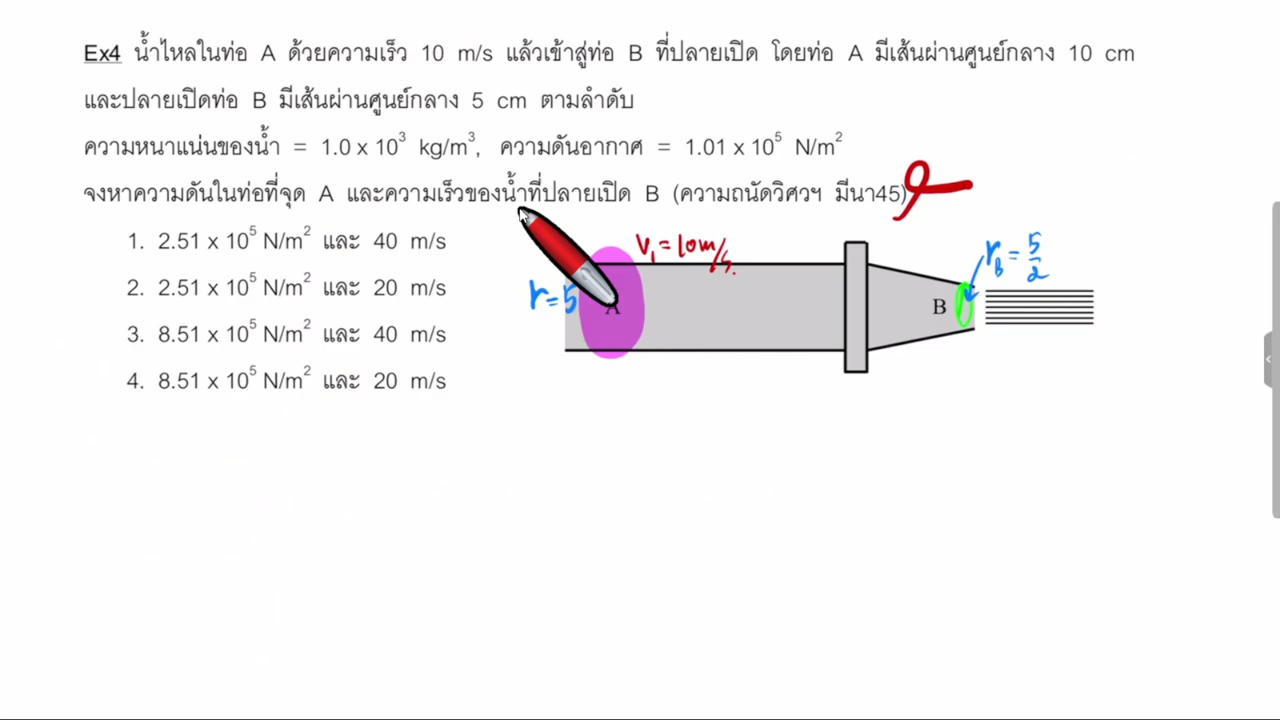 Ex4 น้ำไหลในท่อ A ด้วยความเร็ว 10 m/s แล้วเข้าสู่ท่อ B ที่ปลายเปิด โดยท่อ A มีเส้นผ่านศูนย์กลาง 10 cm
และปลายเปิดท่อ B มีเส้นผ่านศูนย์กลาง 5 cm ตามลำดับ
ความหนาแน่นของน้ำ = 1.0 x 10³ kg/m³, ความดันอากาศ = 1.01 x 10⁵ N/m²
จงหาความดันในท่อที่จุด A และความเร็วของน้ำที่ปลายเปิด B (ความถนัดวิศวฯ มีนา45)
1. 2.51 x 10⁵ N/m² และ 40 m/s
2. 2.51 x 10⁵ N/m² และ 20 m/s
3. 8.51 x 10⁵ N/m² และ 40 m/s
4. 8.51 x 10⁵ N/m² และ 20 m/s
V₁ = 10 m/s.
r_B = 5/2
r = 5
A
B